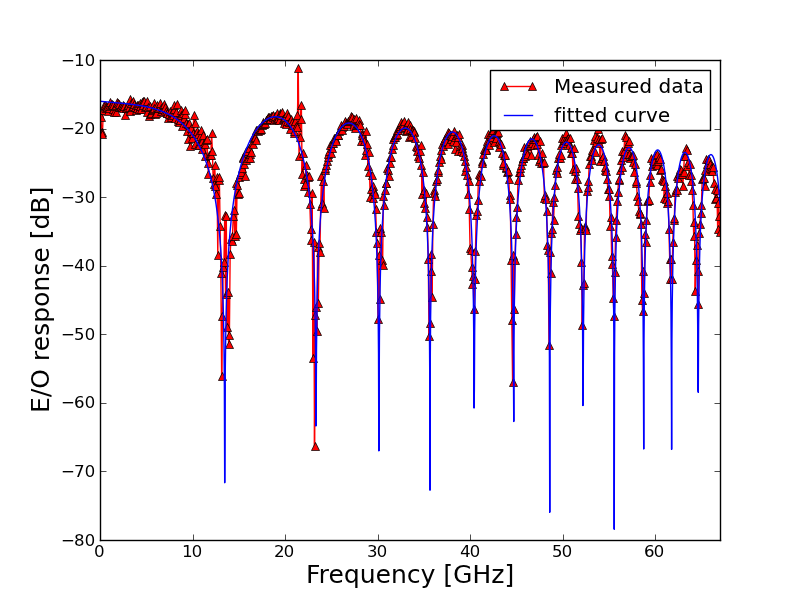 −10
−20
−30
−40
−50
−60
−70
−80
E/O response [dB]
Measured data
fitted curve
0 10 20 30 40 50 60
Frequency [GHz]